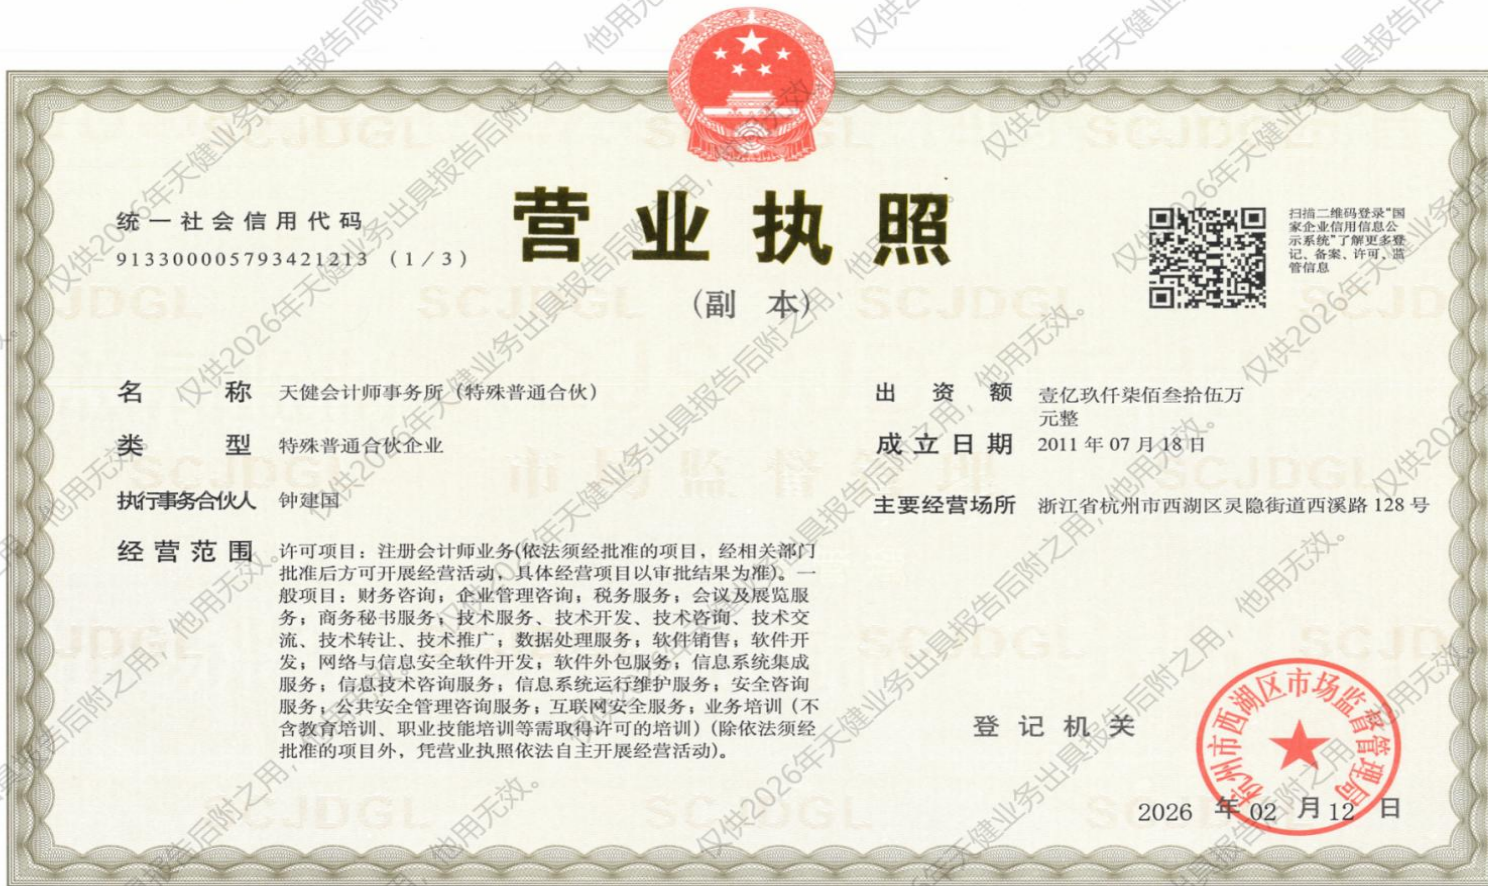 营业执照
（副 本）
统一社会信用代码
913300005793421213 （1/3）
扫描二维码登录“国
家企业信用信息公
示系统”了解更多登
记、备案、许可、监
管信息
名 称 天健会计师事务所（特殊普通合伙）
类 型 特殊普通合伙企业
执行事务合伙人 钟建国
经营范围 许可项目：注册会计师业务(依法须经批准的项目，经相关部门
批准后方可开展经营活动，具体经营项目以审批结果为准)。一
般项目：财务咨询；企业管理咨询；税务服务；会议及展览服
务；商务秘书服务；技术服务、技术开发、技术咨询、技术交
流、技术转让、技术推广；数据处理服务；软件销售；软件开
发；网络与信息安全软件开发；软件外包服务；信息系统集成
服务；信息技术咨询服务；信息系统运行维护服务；安全咨询
服务；公共安全管理咨询服务；互联网安全服务；业务培训（不
含教育培训、职业技能培训等需取得许可的培训）(除依法须经
批准的项目外，凭营业执照依法自主开展经营活动)。
出 资 额 壹亿玖仟柒佰叁拾伍万
元整
成立日期 2011年07月18日
主要经营场所 浙江省杭州市西湖区灵隐街道西溪路128号
登记机关
杭州市西湖区市场监督管理局
2026 年 02 月 12 日
仅供2026年天健业务出具报告后附之用，他用无效。
SCJDGL
市场监督管理